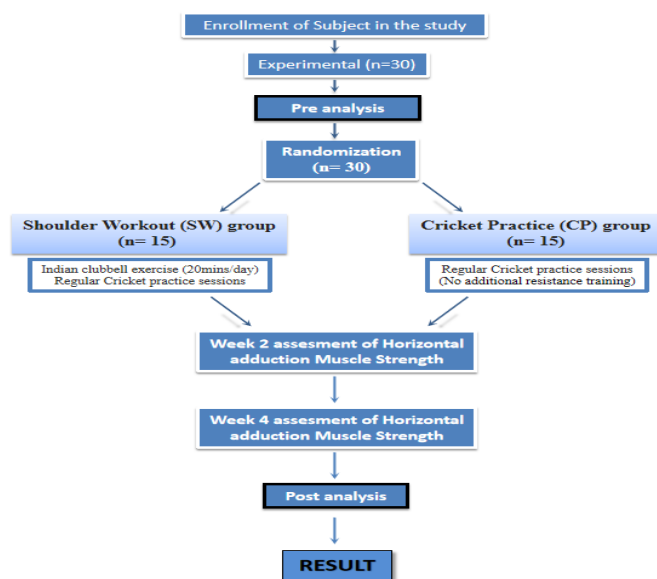 Enrollment of Subject in the study
Experimental (n=30)
Pre analysis
Randomization
(n= 30)
Shoulder Workout (SW) group
(n= 15)
Cricket Practice (CP) group
(n= 15)
Indian clubbell exercise (20mins/day)
Regular Cricket practice sessions
Regular Cricket practice sessions
(No additional resistance training)
Week 2 assesment of Horizontal
adduction Muscle Strength
Week 4 assesment of Horizontal
adduction Muscle Strength
Post analysis
RESULT